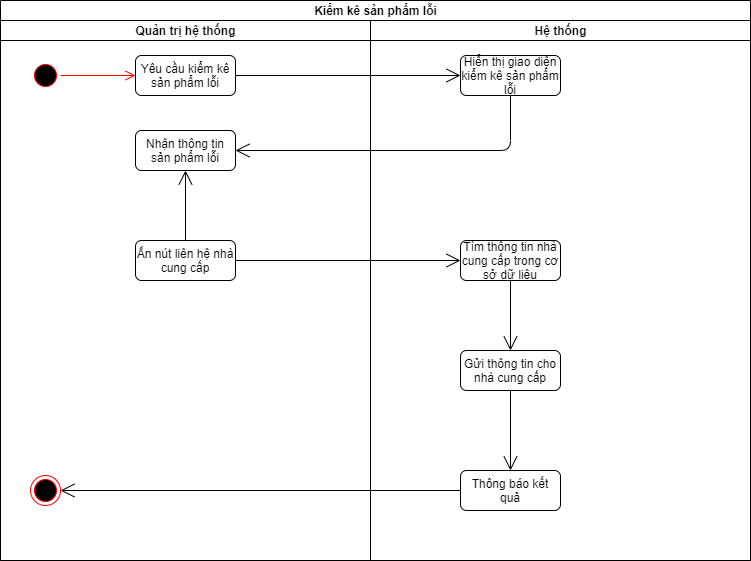 Kiểm kê sản phẩm lỗi
Quản trị hệ thống
Hệ thống
Yêu cầu kiểm kê
sản phẩm lỗi
Hiển thị giao diện
kiểm kê sản phẩm
lỗi
Nhận thông tin
sản phẩm lỗi
Ấn nút liên hệ nhà
cung cấp
Tìm thông tin nhà
cung cấp trong cơ
sở dữ liêu
Gửi thông tin cho
nhà cung cấp
Thông báo kết
quả